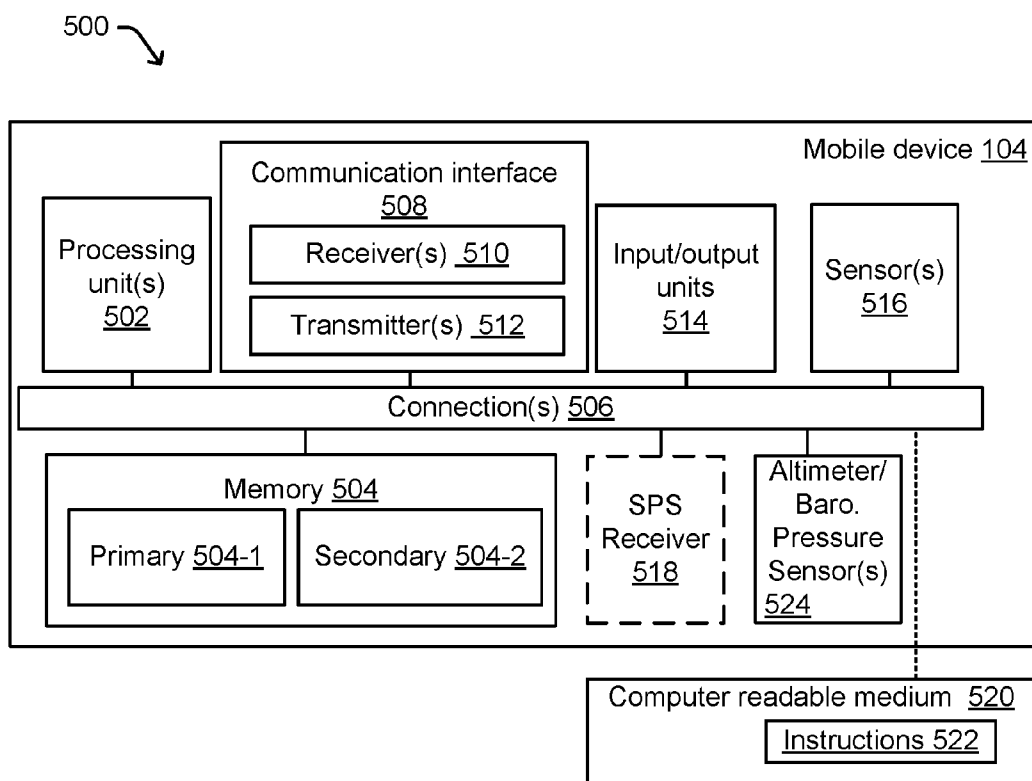 500
Mobile device 104
Communication interface
508
Receiver(s) 510
Transmitter(s) 512
Processing
unit(s)
502
Input/output
units
514
Sensor(s)
516
Connection(s) 506
Memory 504
Primary 504-1
Secondary 504-2
SPS
Receiver
518
Altimeter/
Baro.
Pressure
Sensor(s)
524
Computer readable medium 520
Instructions 522